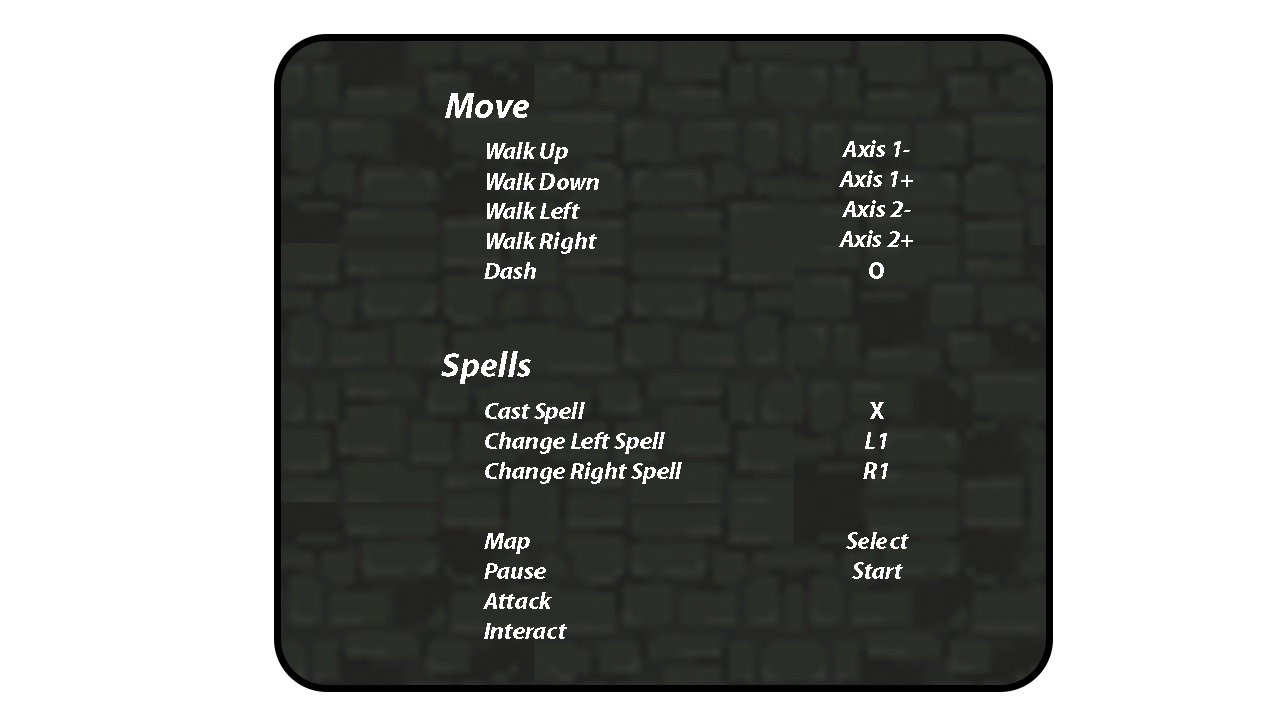 Move
Walk Up Axis 1-
Walk Down Axis 1+
Walk Left Axis 2-
Walk Right Axis 2+
Dash O
Spells
Cast Spell X
Change Left Spell L1
Change Right Spell R1
Map Select
Pause Start
Attack
Interact